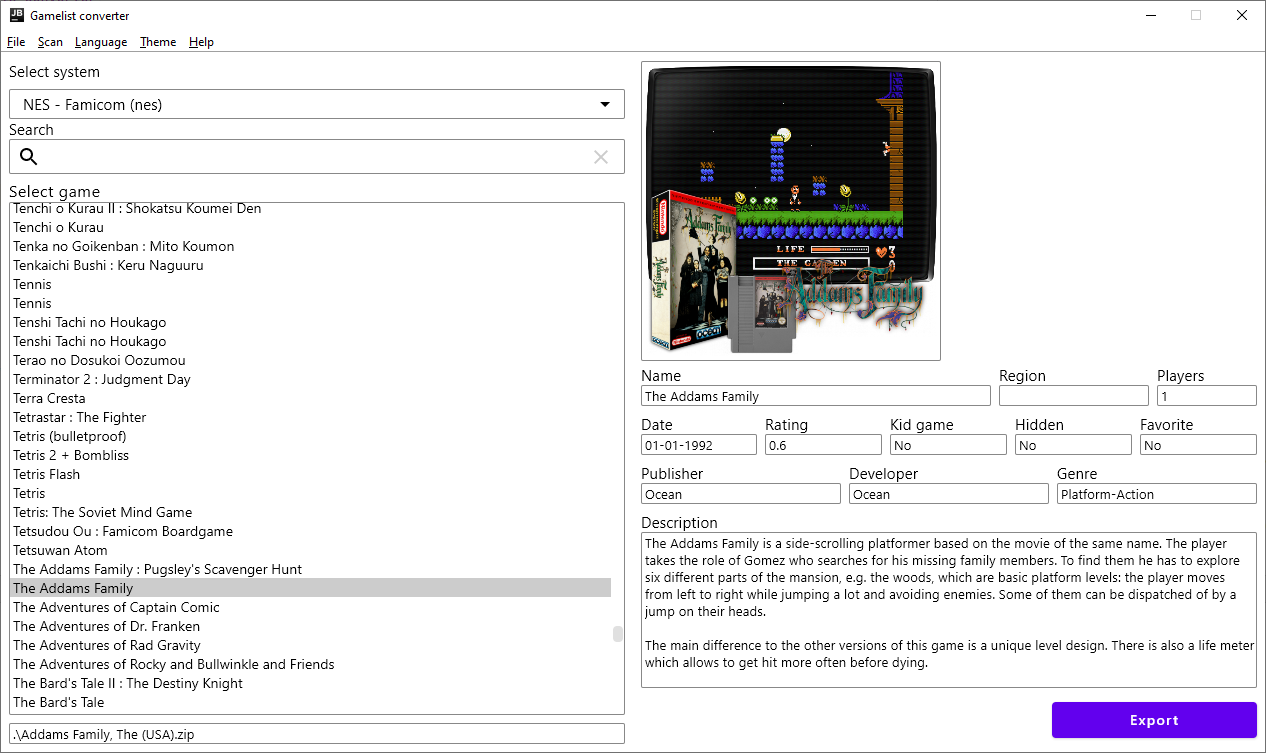 JB
Gamelist converter
File Scan Language Theme Help
Select system
NES - Famicom (nes)
Search
Select game
Tenchi o Kurau II : Shokatsu Koumei Den
Tenchi o Kurau
Tenka no Goikenban : Mito Koumon
Tenkaichi Bushi : Keru Naguuru
Tennis
Tennis
Tenshi Tachi no Houkago
Tenshi Tachi no Houkago
Terao no Dosukoi Oozumou
Terminator 2 : Judgment Day
Terra Cresta
Tetrastar : The Fighter
Tetris (bulletproof)
Tetris 2 + Bombliss
Tetris Flash
Tetris
Tetris: The Soviet Mind Game
Tetsudou Ou : Famicom Boardgame
Tetsuwan Atom
The Addams Family : Pugsley's Scavenger Hunt
The Addams Family
The Adventures of Captain Comic
The Adventures of Dr. Franken
The Adventures of Rad Gravity
The Adventures of Rocky and Bullwinkle and Friends
The Bard's Tale II : The Destiny Knight
The Bard's Tale
.\Addams Family, The (USA).zip
LIFE 3
THE GARDEN 0
Nintendo
Addams Family
Addams Family
ocean
Nintendo
ocean
Addams Family
Name Region Players
The Addams Family 1
Date Rating Kid game Hidden Favorite
01-01-1992 0.6 No No No
Publisher Developer Genre
Ocean Ocean Platform-Action
Description
The Addams Family is a side-scrolling platformer based on the movie of the same name. The player
takes the role of Gomez who searches for his missing family members. To find them he has to explore
six different parts of the mansion, e.g. the woods, which are basic platform levels: the player moves
from left to right while jumping a lot and avoiding enemies. Some of them can be dispatched of by a
jump on their heads.
The main difference to the other versions of this game is a unique level design. There is also a life meter
which allows to get hit more often before dying.
Export